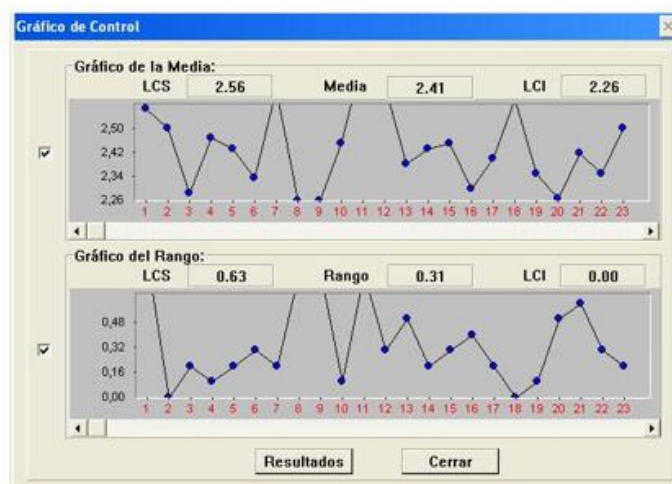 Gráfico de Control
Gráfico de la Media:
LCS 2.56 Media 2.41 LCI 2.26
2,50
2,42
2,34
2,26
1 2 3 4 5 6 7 8 9 10 11 12 13 14 15 16 17 18 19 20 21 22 23
Gráfico del Rango:
LCS 0.63 Rango 0.31 LCI 0.00
0,48
0,32
0,16
0,00
1 2 3 4 5 6 7 8 9 10 11 12 13 14 15 16 17 18 19 20 21 22 23
Resultados Cerrar